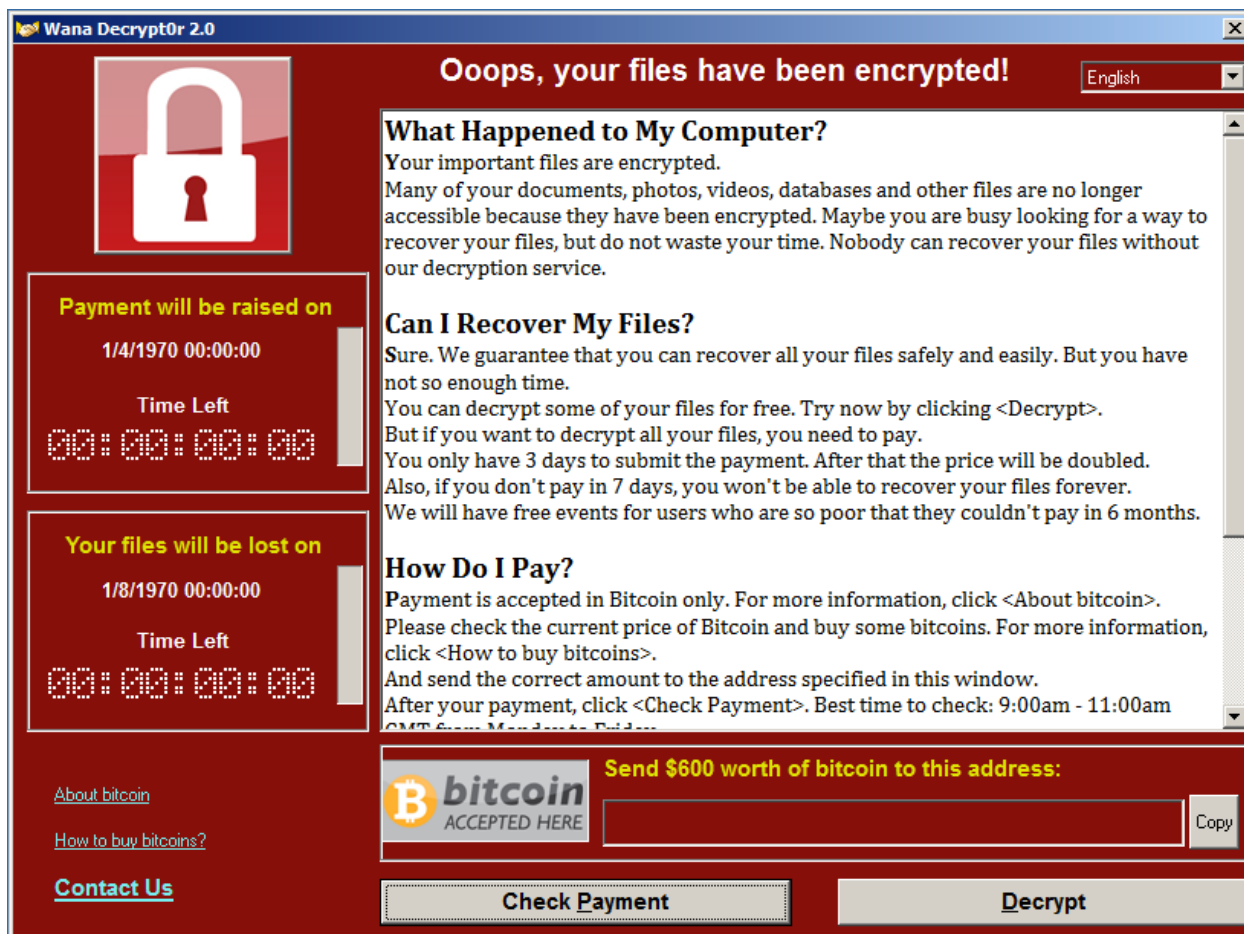 Wana Decrypt0r 2.0
Ooops, your files have been encrypted!
English
Payment will be raised on
1/4/1970 00:00:00
Time Left
00:00:00:00
Your files will be lost on
1/8/1970 00:00:00
Time Left
00:00:00:00
About bitcoin
How to buy bitcoins?
Contact Us
What Happened to My Computer?
Your important files are encrypted.
Many of your documents, photos, videos, databases and other files are no longer
accessible because they have been encrypted. Maybe you are busy looking for a way to
recover your files, but do not waste your time. Nobody can recover your files without
our decryption service.
Can I Recover My Files?
Sure. We guarantee that you can recover all your files safely and easily. But you have
not so enough time.
You can decrypt some of your files for free. Try now by clicking <Decrypt>.
But if you want to decrypt all your files, you need to pay.
You only have 3 days to submit the payment. After that the price will be doubled.
Also, if you don't pay in 7 days, you won't be able to recover your files forever.
We will have free events for users who are so poor that they couldn't pay in 6 months.
How Do I Pay?
Payment is accepted in Bitcoin only. For more information, click <About bitcoin>.
Please check the current price of Bitcoin and buy some bitcoins. For more information,
click <How to buy bitcoins>.
And send the correct amount to the address specified in this window.
After your payment, click <Check Payment>. Best time to check: 9:00am - 11:00am
GMT from Monday to Friday.
bitcoin
ACCEPTED HERE
Send $600 worth of bitcoin to this address:
Copy
Check Payment
Decrypt